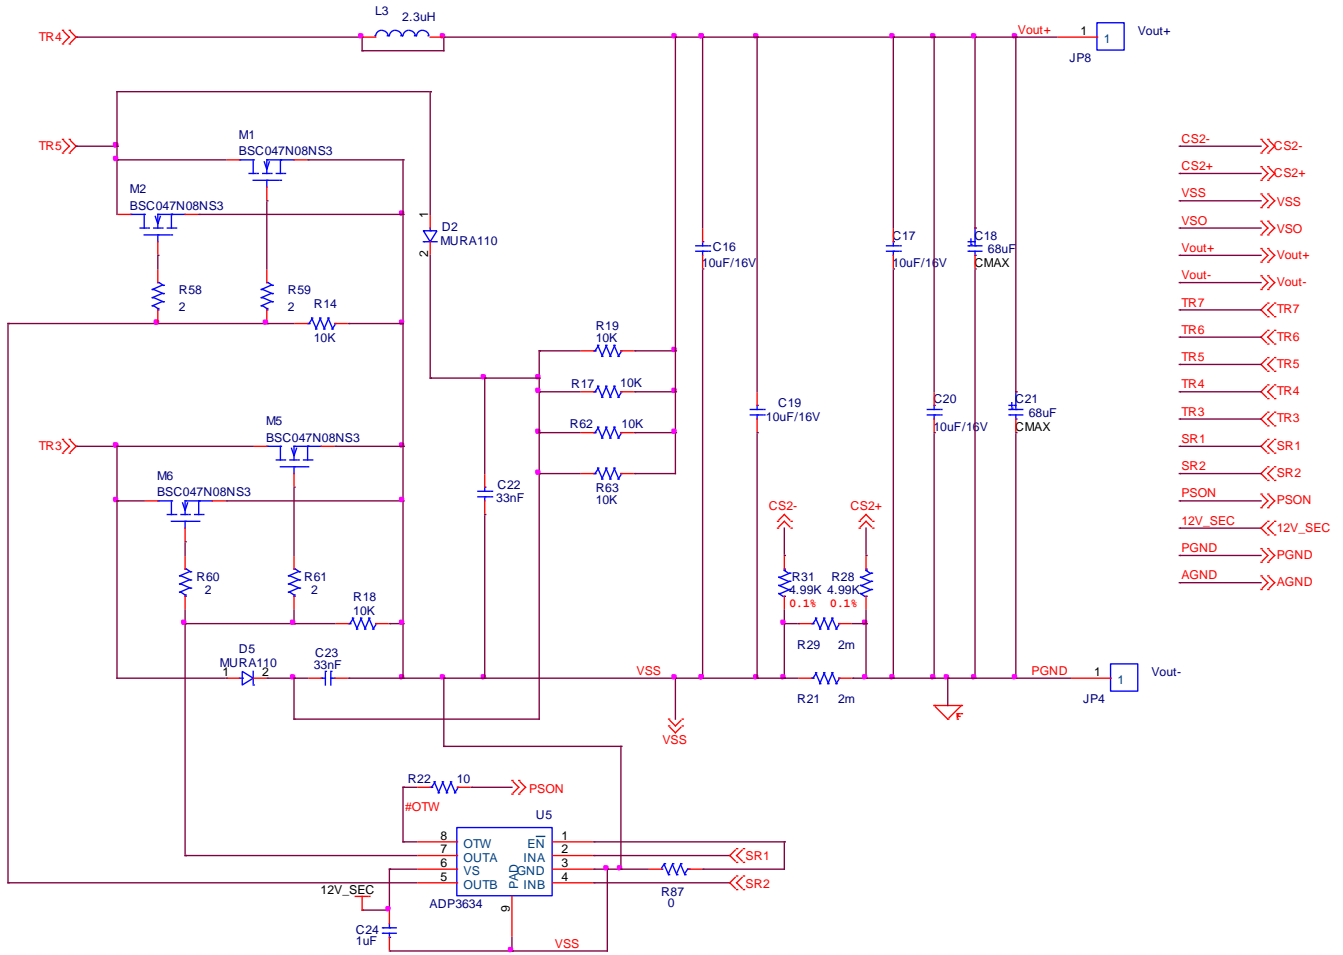 L3
2.3uH
TR4
Vout+
1
1
Vout+
JP8
TR5
M1
BSC047N08NS3
M2
BSC047N08NS3
1
D2
MURA110
2
R58
2
R59
2
R14
10K
C16
10uF/16V
C17
10uF/16V
C18
68uF
CMAX
R19
10K
R17
10K
R62
10K
R63
10K
C19
10uF/16V
C20
10uF/16V
C21
68uF
CMAX
TR3
M5
BSC047N08NS3
M6
BSC047N08NS3
C22
33nF
CS2-
CS2+
R31
4.99K
0.1%
R28
4.99K
0.1%
R60
2
R61
2
R18
10K
R29
2m
D5
MURA110
1
2
C23
33nF
VSS
R21
2m
PGND
1
1
Vout-
JP4
F
VSS
R22
10
PSON
#OTW
U5
8
OTW
EN
1
7
OUTA
INA
2
SR1
6
VS
GND
3
5
OUTB
INB
4
SR2
PAD
9
R87
0
ADP3634
12V_SEC
C24
1uF
VSS
CS2-
CS2-
CS2+
CS2+
VSS
VSS
VSO
VSO
Vout+
Vout+
Vout-
Vout-
TR7
TR7
TR6
TR6
TR5
TR5
TR4
TR4
TR3
TR3
SR1
SR1
SR2
SR2
PSON
PSON
12V_SEC
12V_SEC
PGND
PGND
AGND
AGND